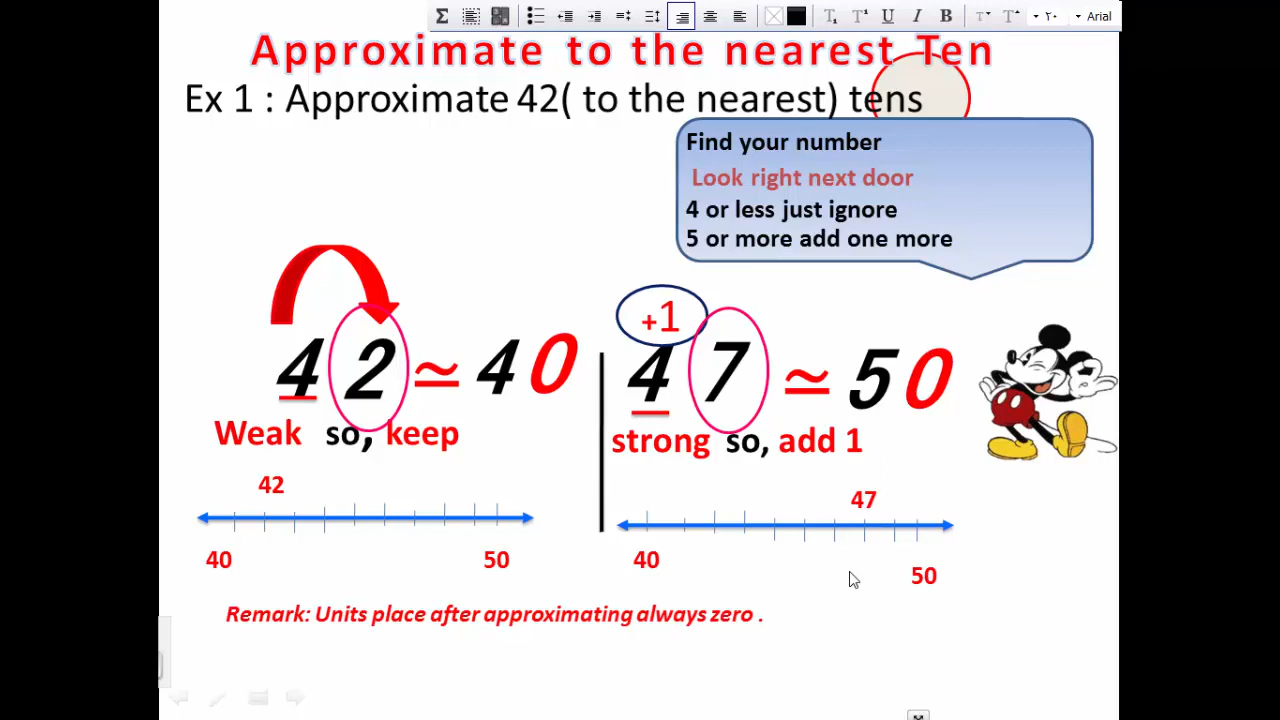 Σ T₁ T¹ U I B T▾ T▴ ▾ ٢٠ ▾ Arial
Approximate to the nearest Ten
Ex 1 : Approximate 42( to the nearest) tens
Find your number
Look right next door
4 or less just ignore
5 or more add one more
42 ≃ 40
+1
47 ≃ 50
Weak so, keep
strong so, add 1
42
40 50
47
40 50
Remark: Units place after approximating always zero .